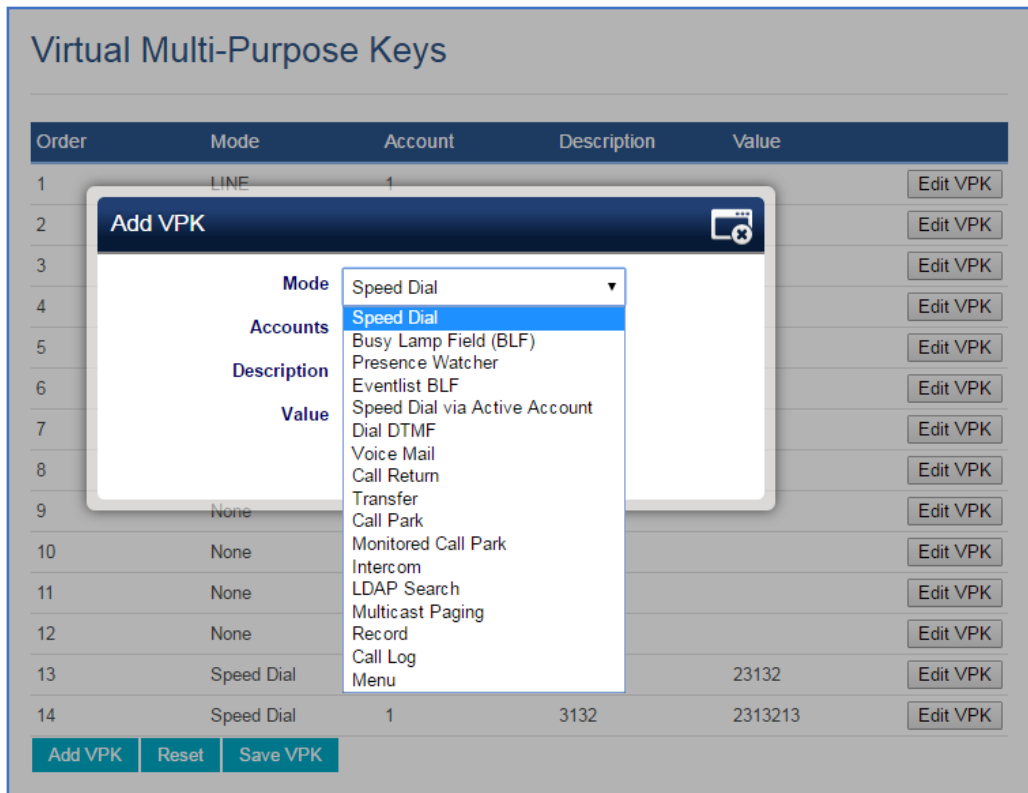 Virtual Multi-Purpose Keys
Order Mode Account Description Value
1 LINE 1 Edit VPK
2 Edit VPK
3 Edit VPK
4 Edit VPK
5 Edit VPK
6 Edit VPK
7 Edit VPK
8 Edit VPK
9 None Edit VPK
10 None Edit VPK
11 None Edit VPK
12 None Edit VPK
13 Speed Dial 23132 Edit VPK
14 Speed Dial 1 3132 2313213 Edit VPK
Add VPK Reset Save VPK
Add VPK
Mode Speed Dial
Accounts
Description
Value
Speed Dial
Busy Lamp Field (BLF)
Presence Watcher
Eventlist BLF
Speed Dial via Active Account
Dial DTMF
Voice Mail
Call Return
Transfer
Call Park
Monitored Call Park
Intercom
LDAP Search
Multicast Paging
Record
Call Log
Menu